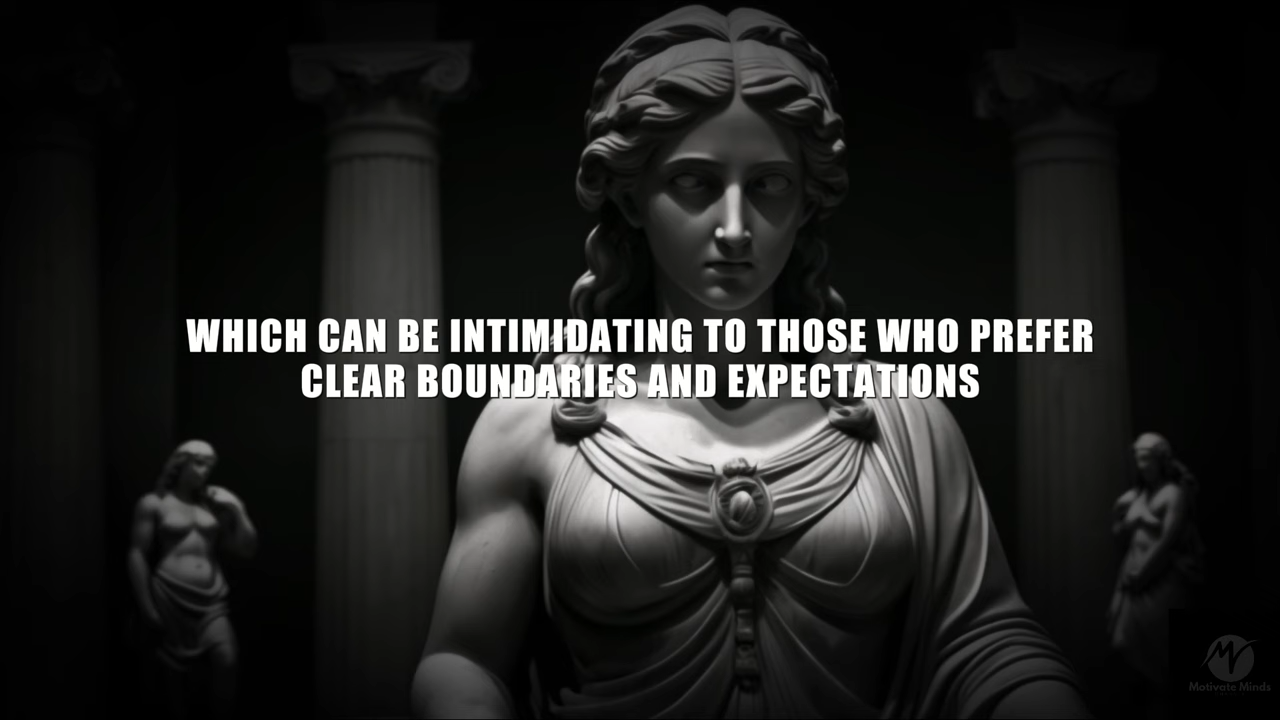 WHICH CAN BE INTIMIDATING TO THOSE WHO PREFER
CLEAR BOUNDARIES AND EXPECTATIONS
Motivate Minds